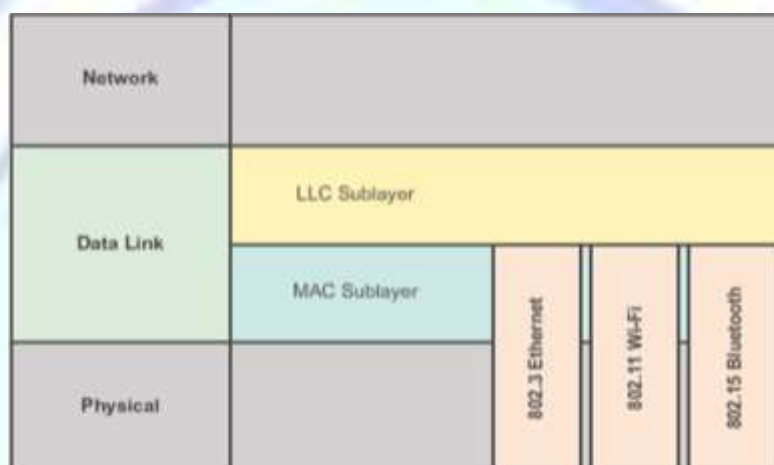 Network
LLC Sublayer
Data Link
MAC Sublayer
802.3 Ethernet
802.11 Wi-Fi
802.15 Bluetooth
Physical